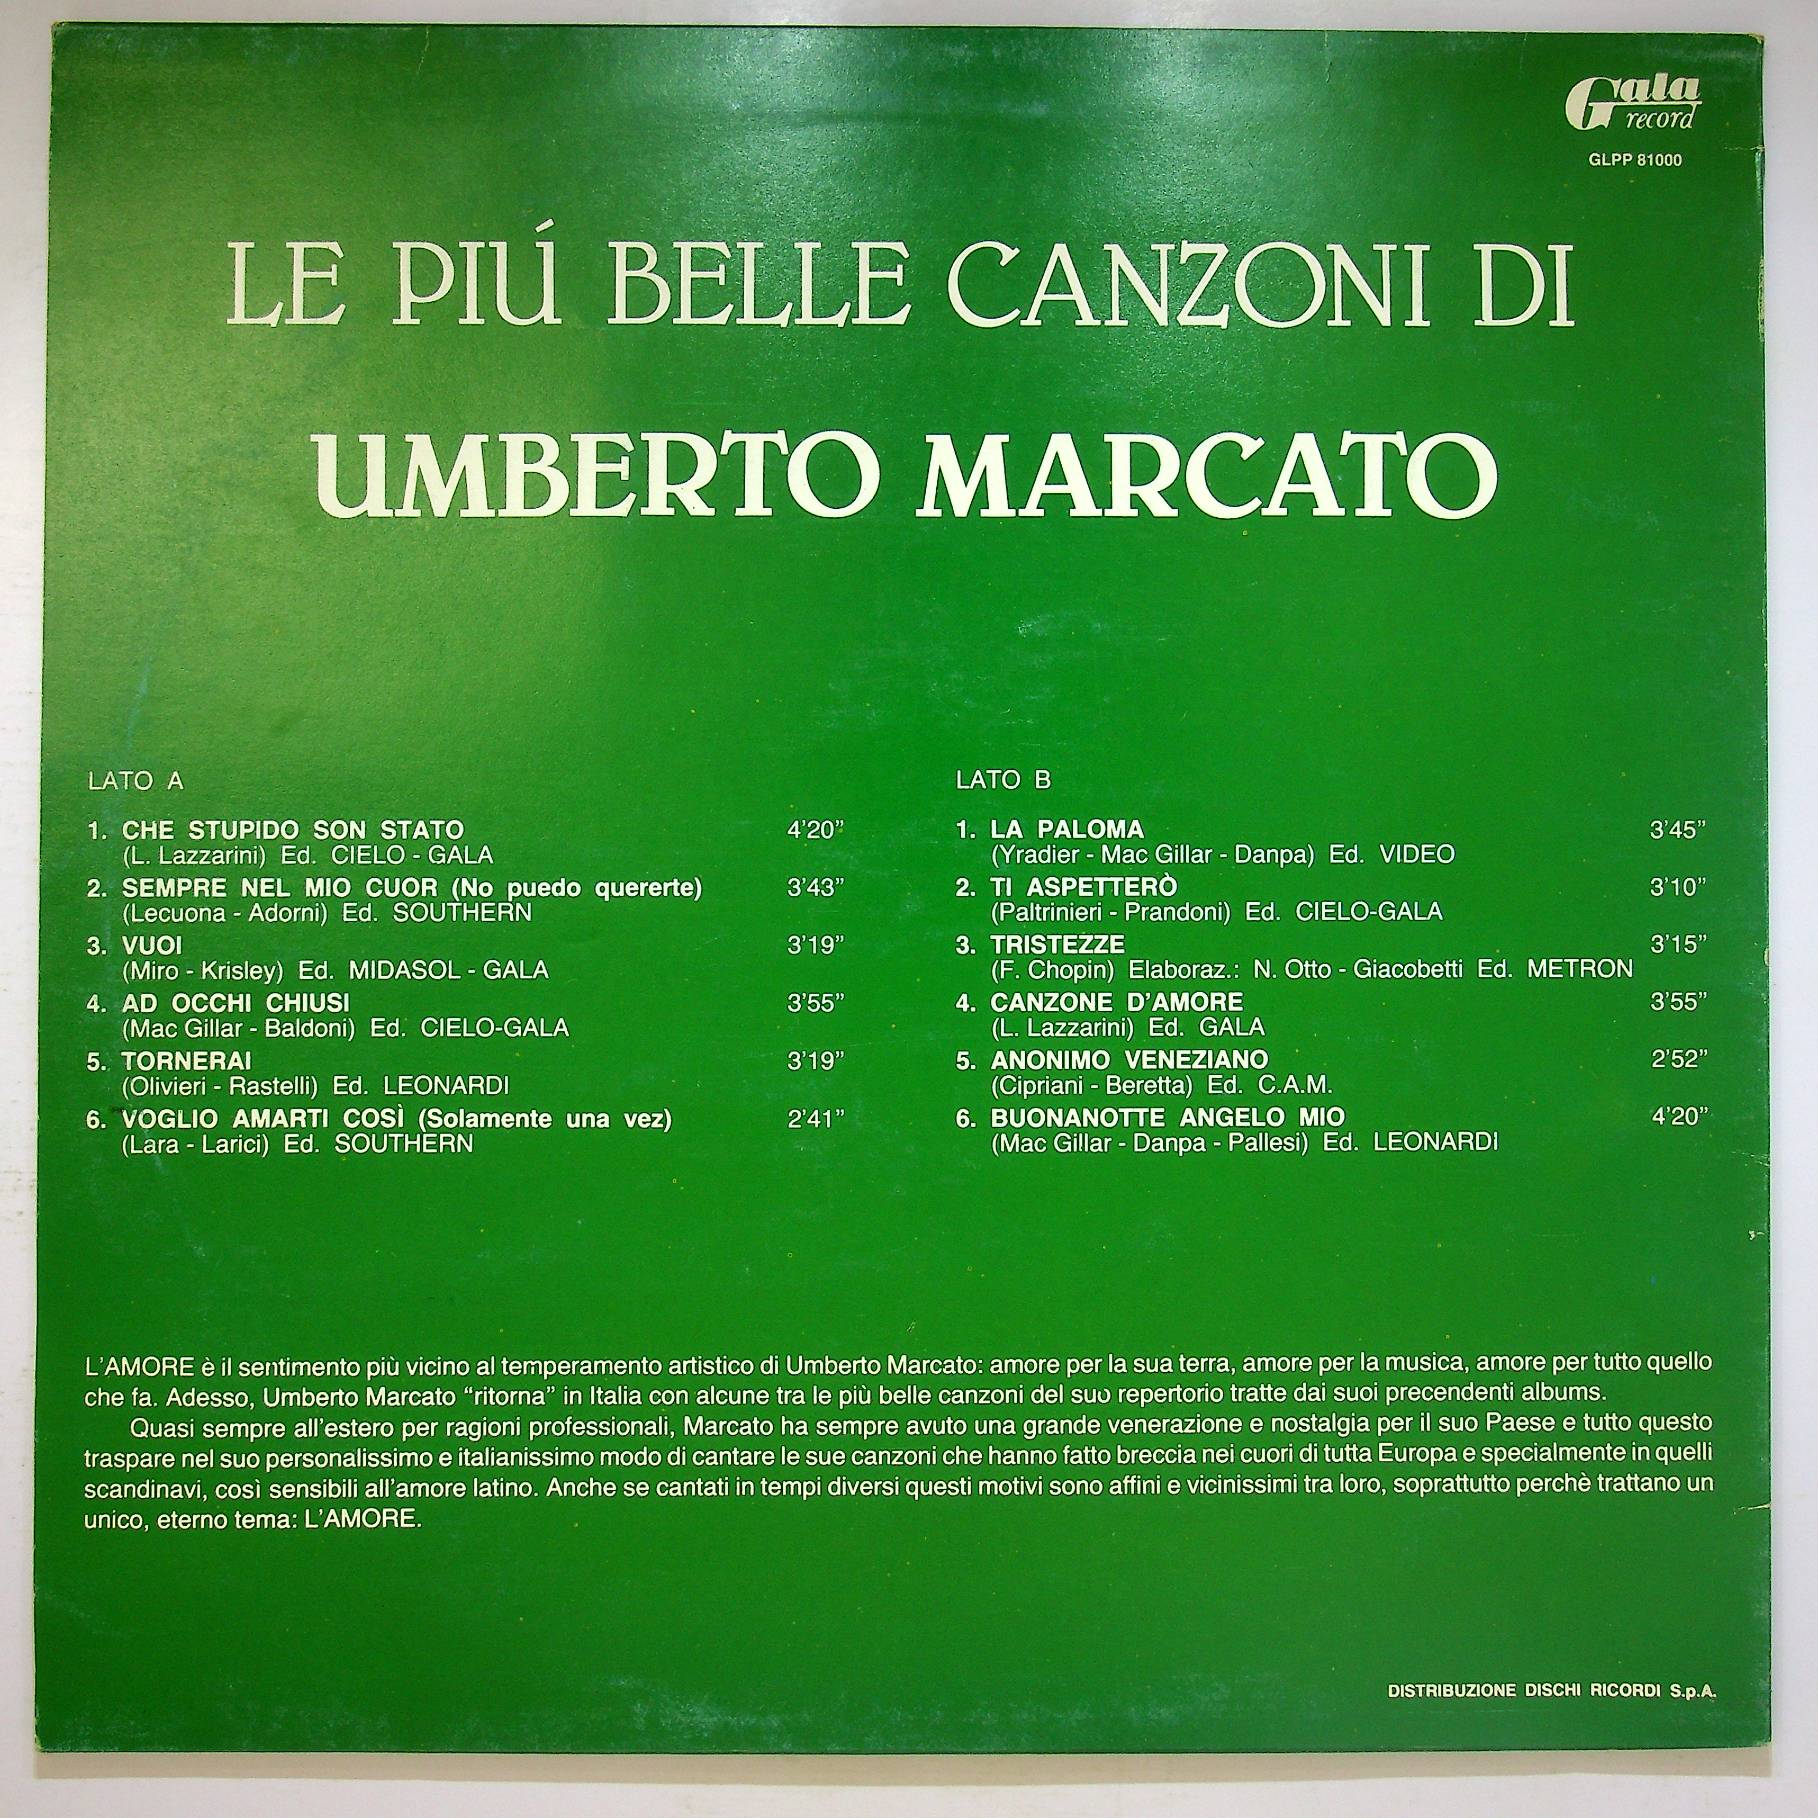 Gala
record
GLPP 81000
LE PIÚ BELLE CANZONI DI
UMBERTO MARCATO
LATO A
1. CHE STUPIDO SON STATO 4'20”
(L. Lazzarini) Ed. CIELO - GALA
2. SEMPRE NEL MIO CUOR (No puedo quererte) 3'43”
(Lecuona - Adorni) Ed. SOUTHERN
3. VUOI 3'19”
(Miro - Krisley) Ed. MIDASOL - GALA
4. AD OCCHI CHIUSI 3'55”
(Mac Gillar - Baldoni) Ed. CIELO-GALA
5. TORNERAI 3'19”
(Olivieri - Rastelli) Ed. LEONARDI
6. VOGLIO AMARTI COSÌ (Solamente una vez) 2'41”
(Lara - Larici) Ed. SOUTHERN
LATO B
1. LA PALOMA 3'45”
(Yradier - Mac Gillar - Danpa) Ed. VIDEO
2. TI ASPETTERÒ 3'10”
(Paltrinieri - Prandoni) Ed. CIELO-GALA
3. TRISTEZZE 3'15”
(F. Chopin) Elaboraz.: N. Otto - Giacobetti Ed. METRON
4. CANZONE D'AMORE 3'55”
(L. Lazzarini) Ed. GALA
5. ANONIMO VENEZIANO 2'52”
(Cipriani - Beretta) Ed. C.A.M.
6. BUONANOTTE ANGELO MIO 4'20”
(Mac Gillar - Danpa - Pallesi) Ed. LEONARDI
L'AMORE è il sentimento più vicino al temperamento artistico di Umberto Marcato: amore per la sua terra, amore per la musica, amore per tutto quello
che fa. Adesso, Umberto Marcato “ritorna” in Italia con alcune tra le più belle canzoni del suo repertorio tratte dai suoi precendenti albums.
Quasi sempre all'estero per ragioni professionali, Marcato ha sempre avuto una grande venerazione e nostalgia per il suo Paese e tutto questo
traspare nel suo personalissimo e italianissimo modo di cantare le sue canzoni che hanno fatto breccia nei cuori di tutta Europa e specialmente in quelli
scandinavi, così sensibili all'amore latino. Anche se cantati in tempi diversi questi motivi sono affini e vicinissimi tra loro, soprattutto perchè trattano un
unico, eterno tema: L'AMORE.
DISTRIBUZIONE DISCHI RICORDI S.p.A.